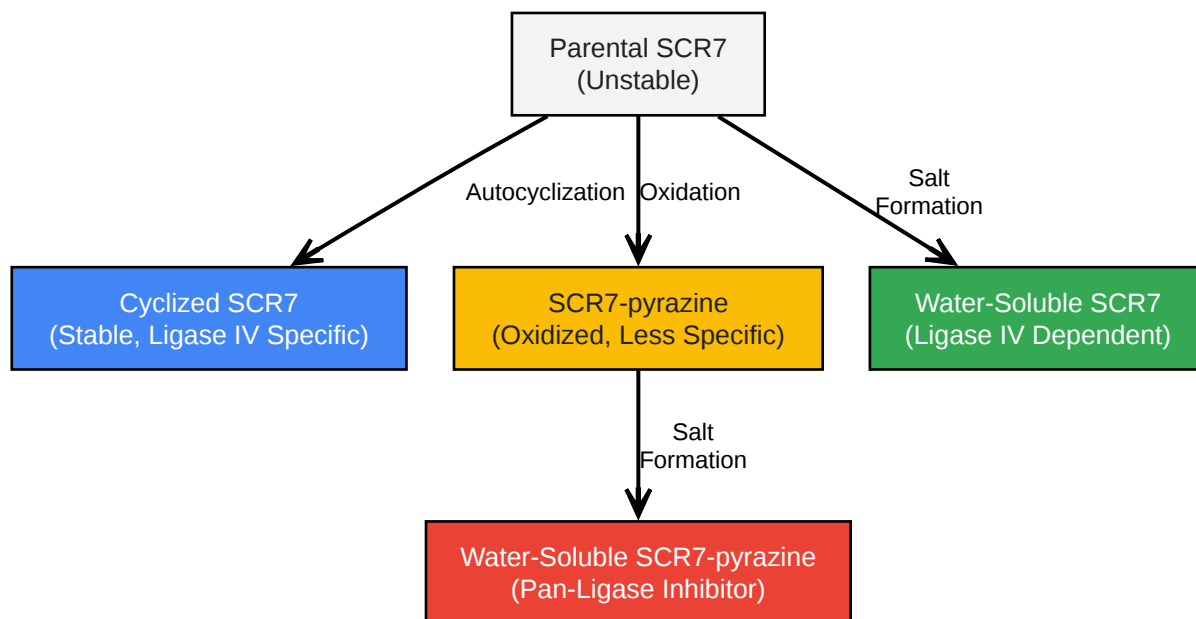 Parental SCR7
(Unstable)
Autocyclization
Oxidation
Salt
Formation
Cyclized SCR7
(Stable, Ligase IV Specific)
SCR7-pyrazine
(Oxidized, Less Specific)
Water-Soluble SCR7
(Ligase IV Dependent)
Salt
Formation
Water-Soluble SCR7-pyrazine
(Pan-Ligase Inhibitor)